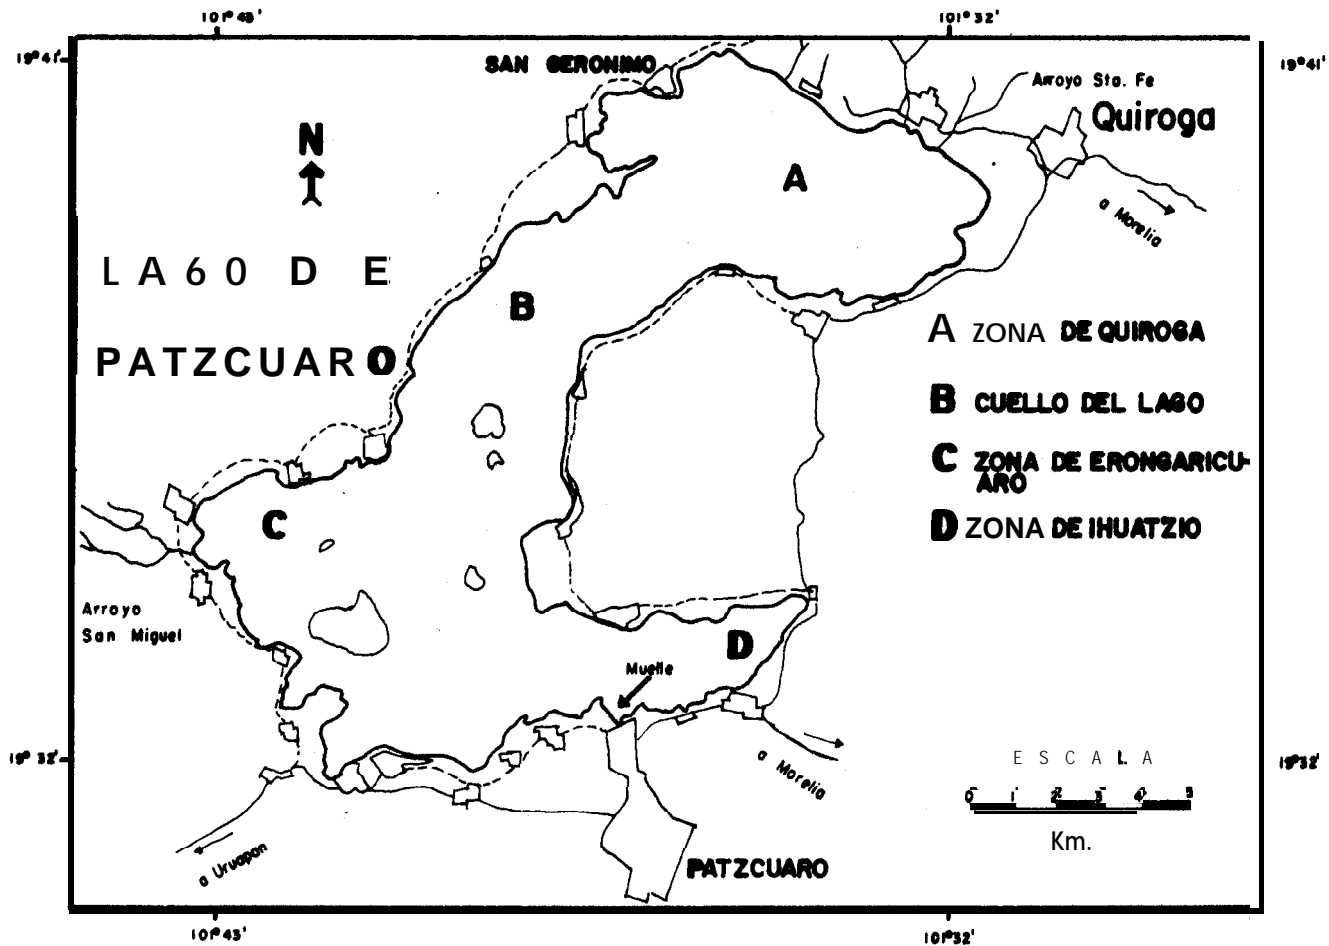 101° 43'
101° 32'
19° 41'
19° 41'
SAN GERONIMO
Arroyo Sta. Fe
Quiroga
N
A
a Morelia
LA60 D E
PATZCUARO
B
A ZONA DE QUIROGA
B CUELLO DEL LAGO
C ZONA DE ERONGARICU-
ARO
D ZONA DE IHUATZIO
C
Arroyo
San Miguel
D
Muelle
19° 32'
19° 32'
a Morelia
ESCALA
0 1 2 3 4 5
Km.
a Uruapan
PATZCUARO
101° 43'
101° 32'